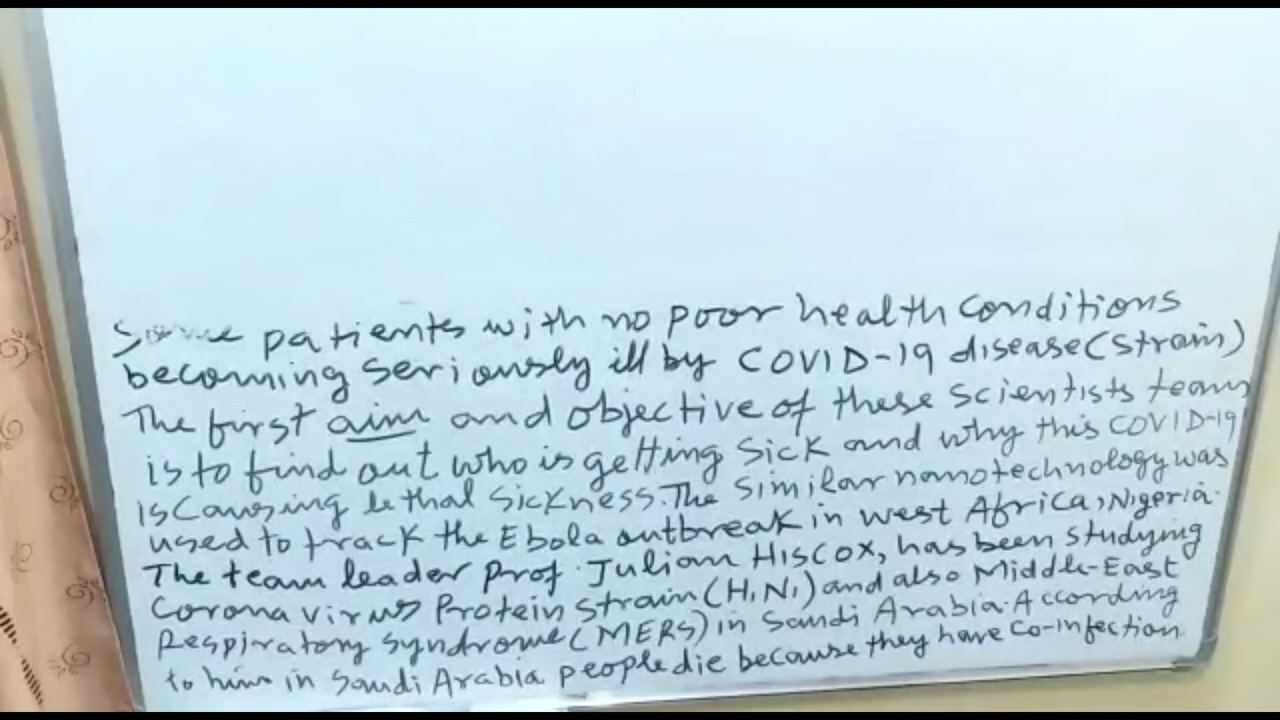 Some patients with no poor health conditions
becoming seriously ill by COVID-19 disease (strain)
The first aim and objective of these scientists team
is to find out who is getting sick and why this COVID-19
is causing lethal sickness. The similar nanotechnology was
used to track the Ebola outbreak in west Africa, Nigeria.
The team leader Prof. Julian Hiscox, has been studying
Corona virus Protein strain (H1N1) and also Middle-East
Respiratory syndrome (MERS) in Saudi Arabia. According
to him in Saudi Arabia people die because they have Co-infection